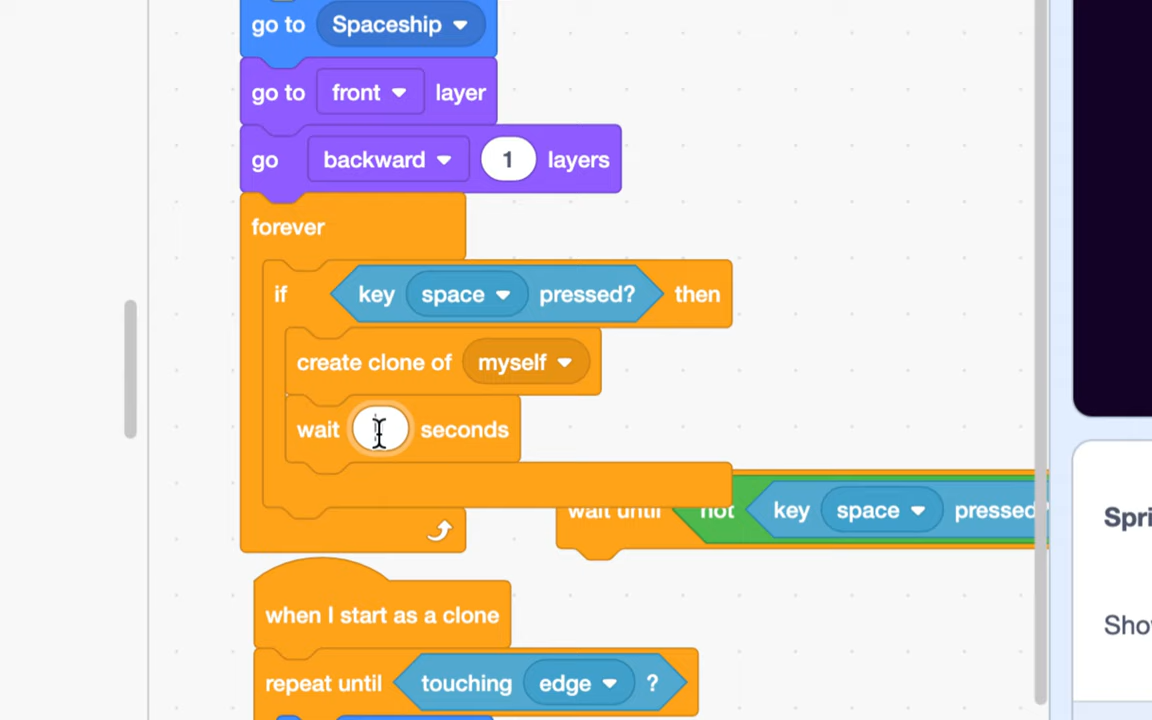 go to Spaceship
go to front layer
go backward 1 layers
forever
if key space pressed? then
create clone of myself
wait seconds
wait until not key space pressed
when I start as a clone
repeat until touching edge ?
Spri
Sho